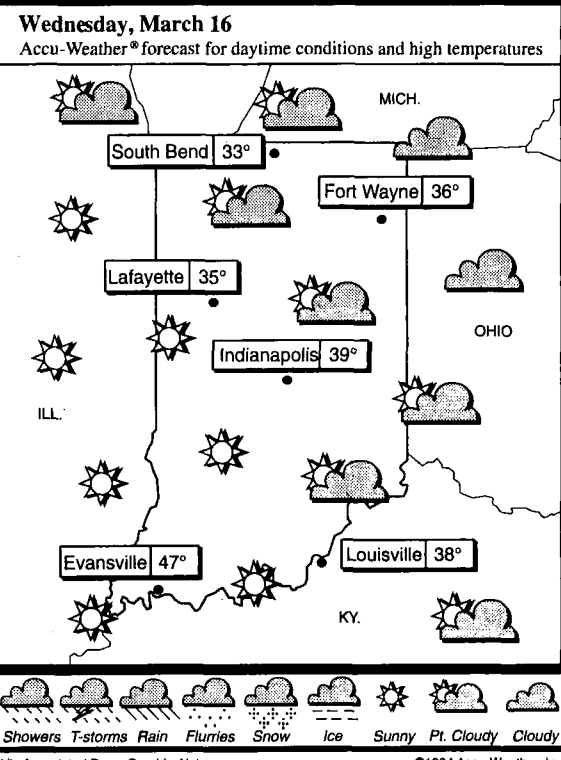 Wednesday, March 16
Accu-Weather® forecast for daytime conditions and high temperatures
MICH.
South Bend 33°
Fort Wayne 36°
Lafayette 35°
OHIO
Indianapolis 39°
ILL.
Evansville 47°
Louisville 38°
KY.
Showers T-storms Rain Flurries Snow Ice Sunny Pt. Cloudy Cloudy